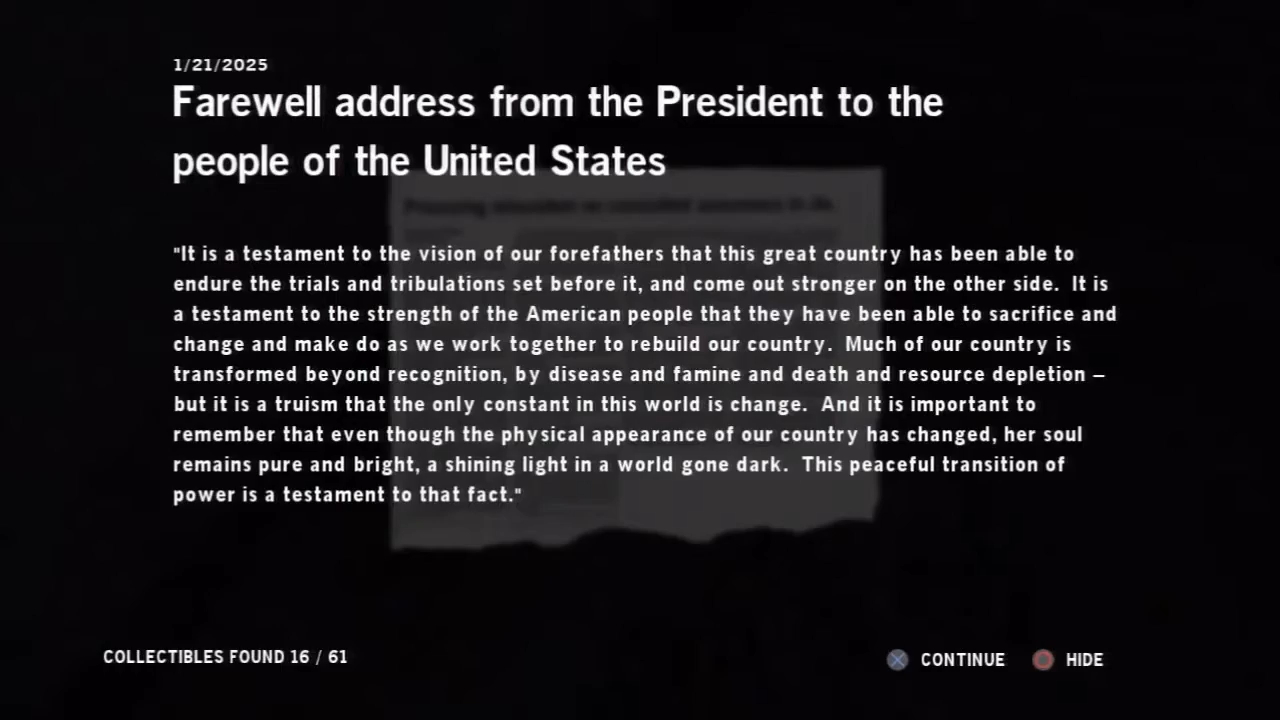 1/21/2025
Farewell address from the President to the
people of the United States
"It is a testament to the vision of our forefathers that this great country has been able to
endure the trials and tribulations set before it, and come out stronger on the other side.  It is
a testament to the strength of the American people that they have been able to sacrifice and
change and make do as we work together to rebuild our country.  Much of our country is
transformed beyond recognition, by disease and famine and death and resource depletion –
but it is a truism that the only constant in this world is change.  And it is important to
remember that even though the physical appearance of our country has changed, her soul
remains pure and bright, a shining light in a world gone dark.  This peaceful transition of
power is a testament to that fact."
COLLECTIBLES FOUND 16 / 61
CONTINUE HIDE